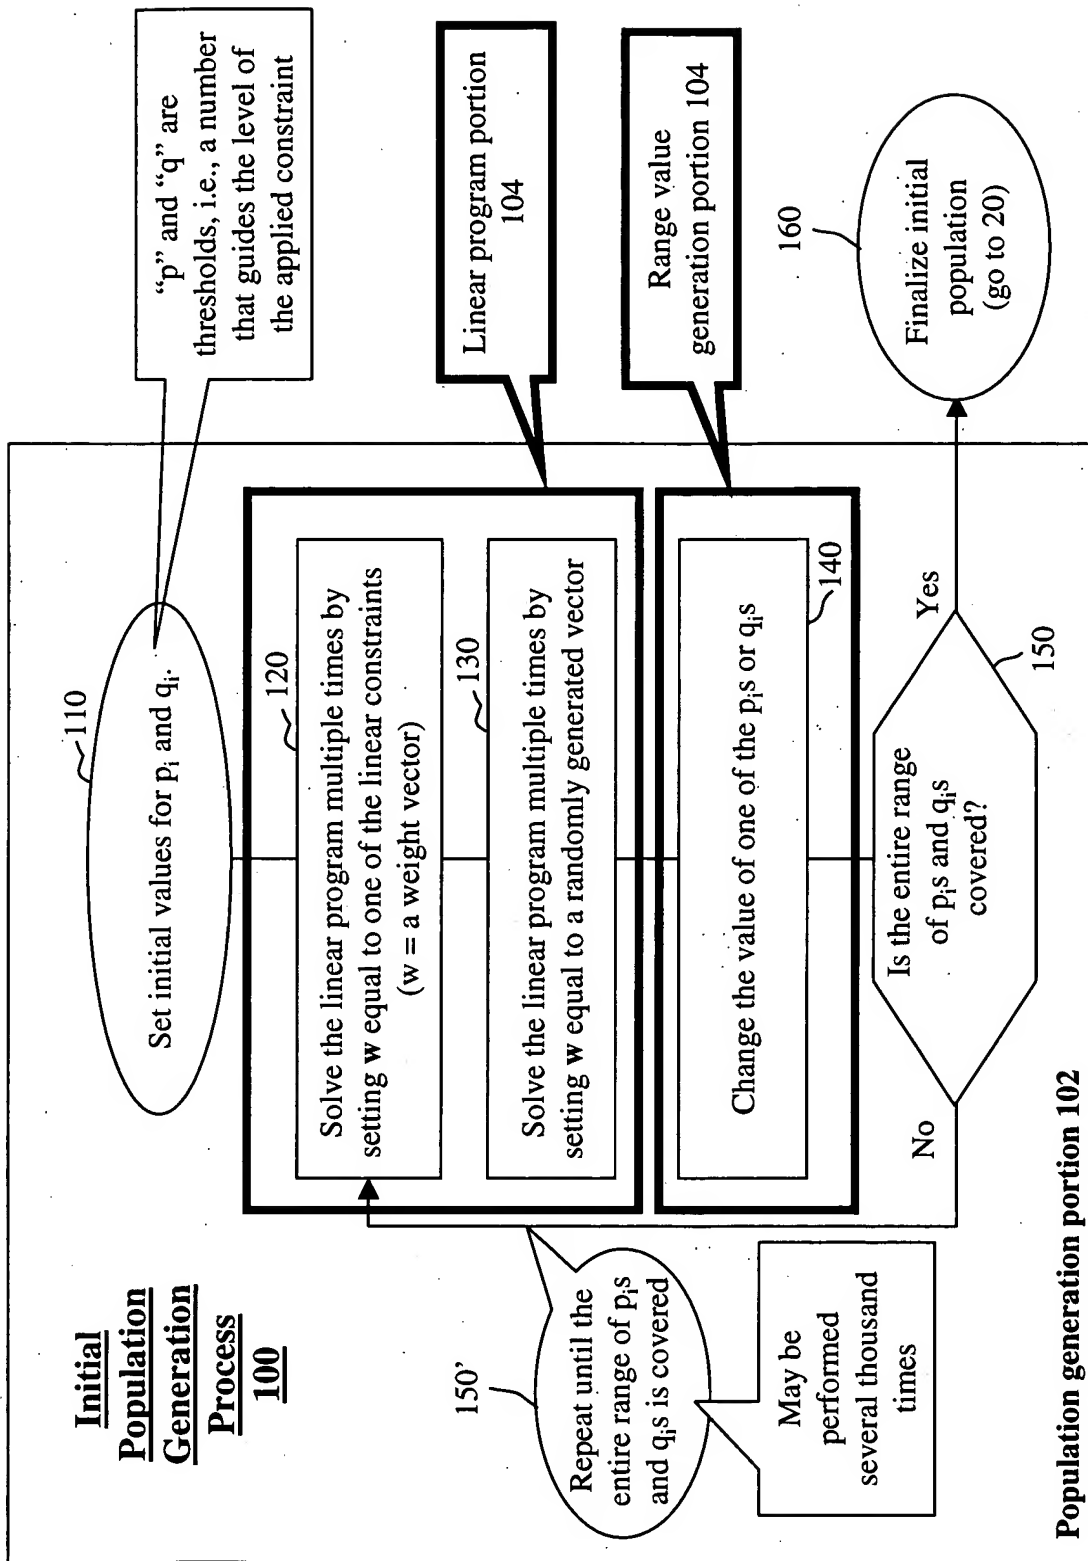 Initial
Population
Generation
Process
100
110
Set initial values for pᵢ and qᵢ.
“p” and “q” are
thresholds, i.e., a number
that guides the level of
the applied constraint
120
Solve the linear program multiple times by
setting w equal to one of the linear constraints
(w = a weight vector)
Linear program portion
104
130
Solve the linear program multiple times by
setting w equal to a randomly generated vector
Change the value of one of the pᵢs or qᵢs
140
Range value
generation portion 104
150'
Repeat until the
entire range of pᵢs
and qᵢs is covered
May be
performed
several thousand
times
No
Is the entire range
of pᵢs and qᵢs
covered?
Yes
150
160
Finalize initial
population
(go to 20)
Population generation portion 102